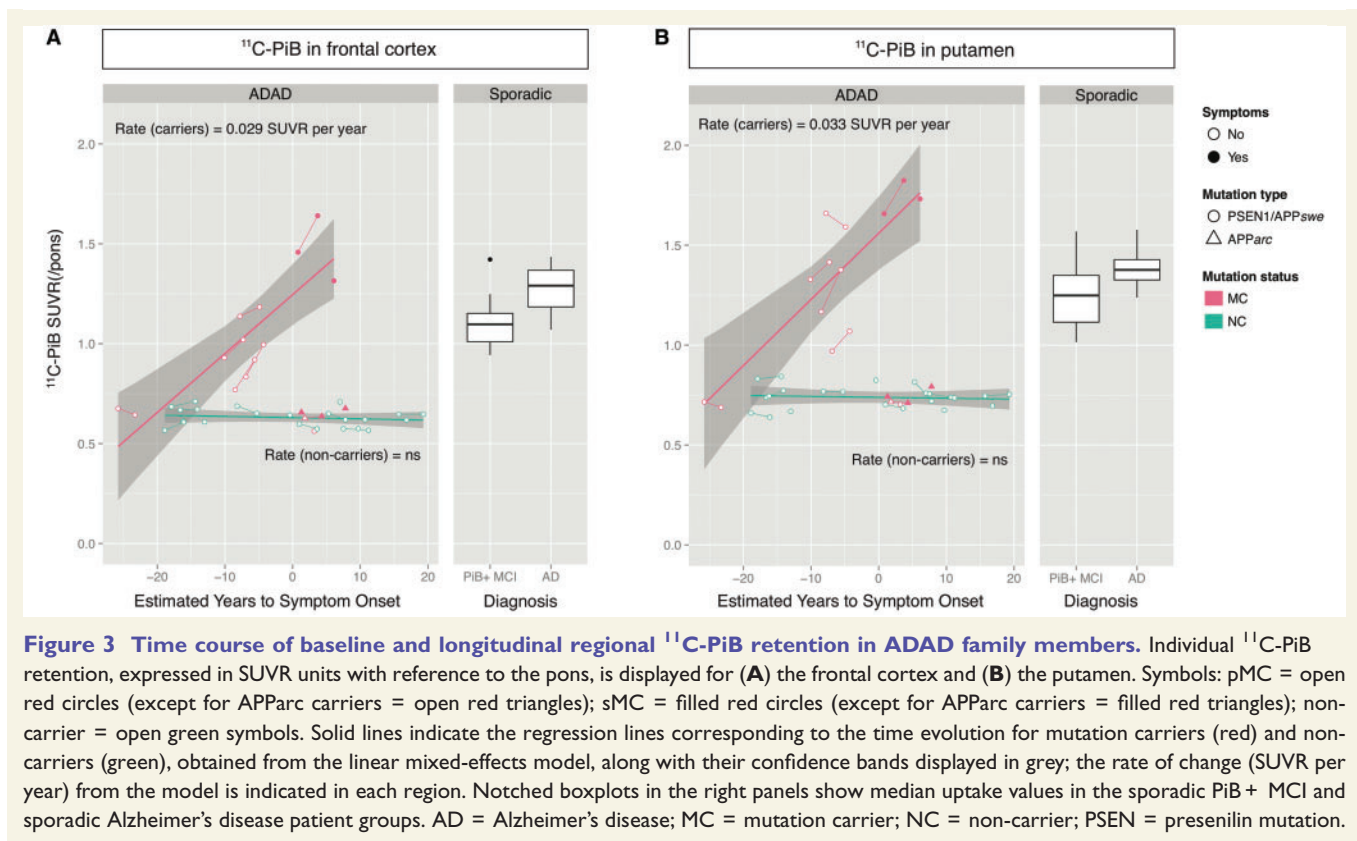 A
¹¹C-PiB in frontal cortex
B
¹¹C-PiB in putamen
ADAD
Sporadic
ADAD
Sporadic
Rate (carriers) = 0.029 SUVR per year
Rate (carriers) = 0.033 SUVR per year
Rate (non-carriers) = ns
Rate (non-carriers) = ns
¹¹C-PiB SUVR(/pons)
2.0
1.5
1.0
0.5
0.0
2.0
1.5
1.0
0.5
0.0
−20
−10
0
10
20
PiB+ MCI
AD
−20
−10
0
10
20
PiB+ MCI
AD
Estimated Years to Symptom Onset
Diagnosis
Estimated Years to Symptom Onset
Diagnosis
Symptoms
No
Yes
Mutation type
PSEN1/APPswe
APParc
Mutation status
MC
NC
Figure 3 Time course of baseline and longitudinal regional ¹¹C-PiB retention in ADAD family members. Individual ¹¹C-PiB
retention, expressed in SUVR units with reference to the pons, is displayed for (A) the frontal cortex and (B) the putamen. Symbols: pMC = open
red circles (except for APParc carriers = open red triangles); sMC = filled red circles (except for APParc carriers = filled red triangles); non-
carrier = open green symbols. Solid lines indicate the regression lines corresponding to the time evolution for mutation carriers (red) and non-
carriers (green), obtained from the linear mixed-effects model, along with their confidence bands displayed in grey; the rate of change (SUVR per
year) from the model is indicated in each region. Notched boxplots in the right panels show median uptake values in the sporadic PiB+ MCI and
sporadic Alzheimer's disease patient groups. AD = Alzheimer's disease; MC = mutation carrier; NC = non-carrier; PSEN = presenilin mutation.